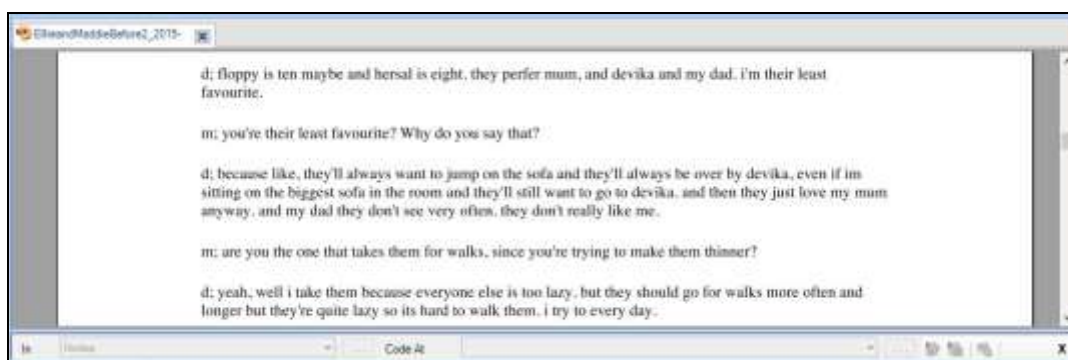 EllieandMaddieBefore2_2015-
d; floppy is ten maybe and hersal is eight. they perfer mum, and devika and my dad. i'm their least
favourite.
m; you're their least favourite? Why do you say that?
d; because like, they'll always want to jump on the sofa and they'll always be over by devika, even if im
sitting on the biggest sofa in the room and they'll still want to go to devika. and then they just love my mum
anyway. and my dad they don't see very often. they don't really like me.
m; are you the one that takes them for walks, since you're trying to make them thinner?
d; yeah, well i take them because everyone else is too lazy. but they should go for walks more often and
longer but they're quite lazy so its hard to walk them. i try to every day.
In Nodes Code At X